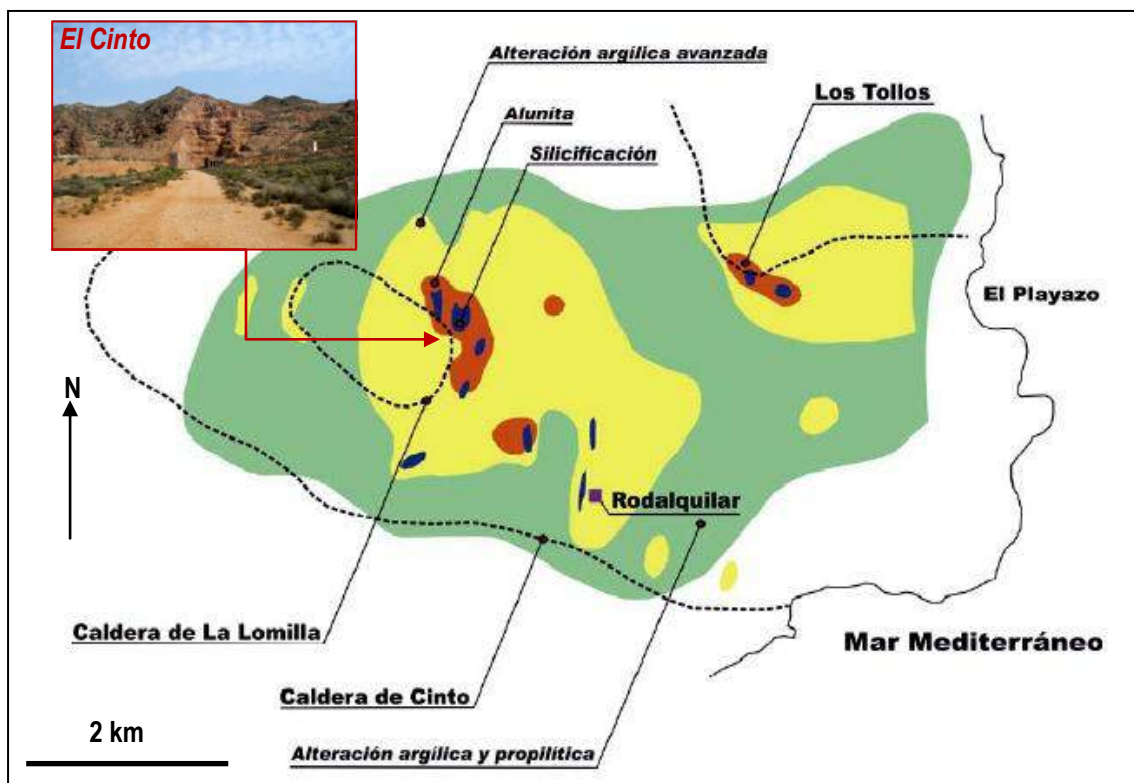 El Cinto
Alteración argílica avanzada
Alunita
Silicificación
Los Tollos
El Playazo
N
Rodalquilar
Caldera de La Lomilla
Mar Mediterráneo
Caldera de Cinto
2 km
Alteración argílica y propilítica